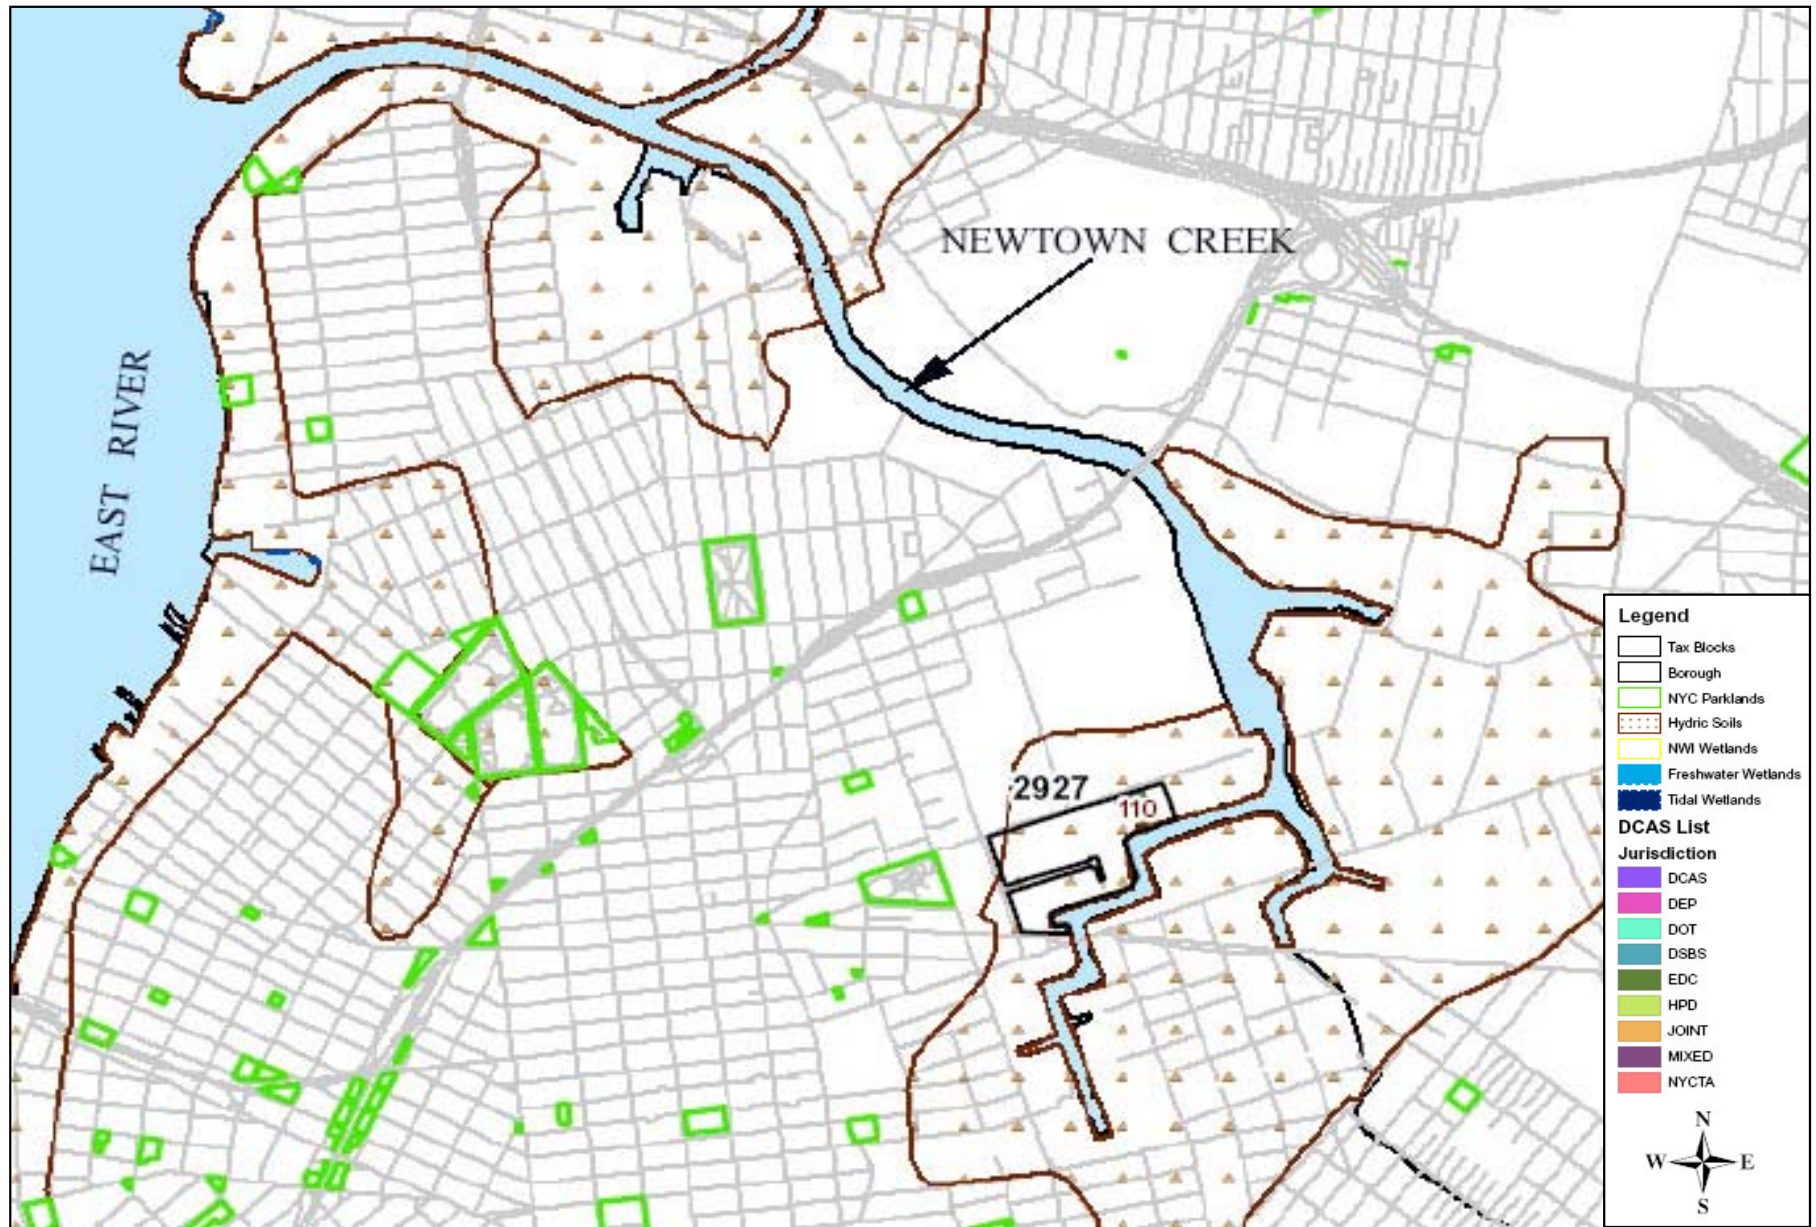 NEWTOWN CREEK
EAST RIVER
2927
110
Legend
Tax Blocks
Borough
NYC Parklands
Hydric Soils
NWI Wetlands
Freshwater Wetlands
Tidal Wetlands
DCAS List
Jurisdiction
DCAS
DEP
DOT
DSBS
EDC
HPD
JOINT
MIXED
NYCTA
N
W E
S